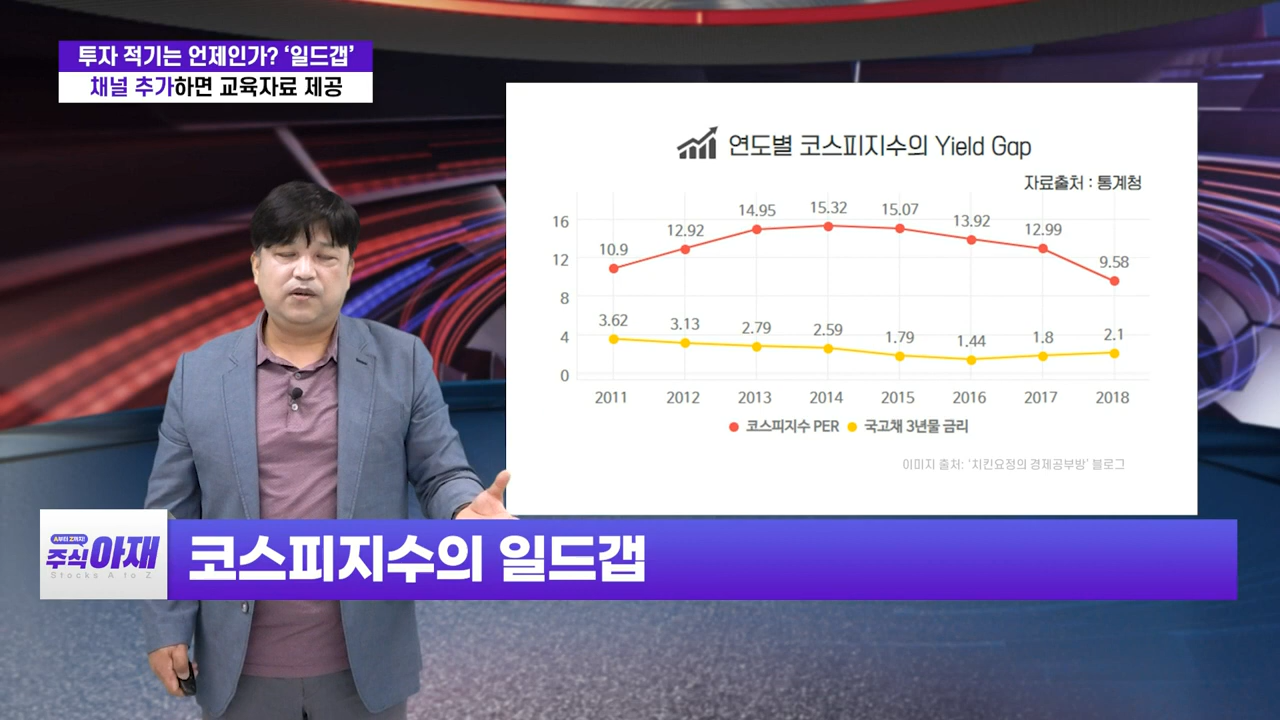 투자 적기는 언제인가? ‘일드갭’
채널 추가하면 교육자료 제공
연도별 코스피지수의 Yield Gap
자료출처 : 통계청
16
12
8
4
0
10.9
12.92
14.95
15.32
15.07
13.92
12.99
9.58
3.62
3.13
2.79
2.59
1.79
1.44
1.8
2.1
2011
2012
2013
2014
2015
2016
2017
2018
코스피지수 PER
국고채 3년물 금리
이미지 출처: ‘치킨요정의 경제공부방’ 블로그
A부터 Z까지!
주식아재
Stocks A to Z
코스피지수의 일드갭